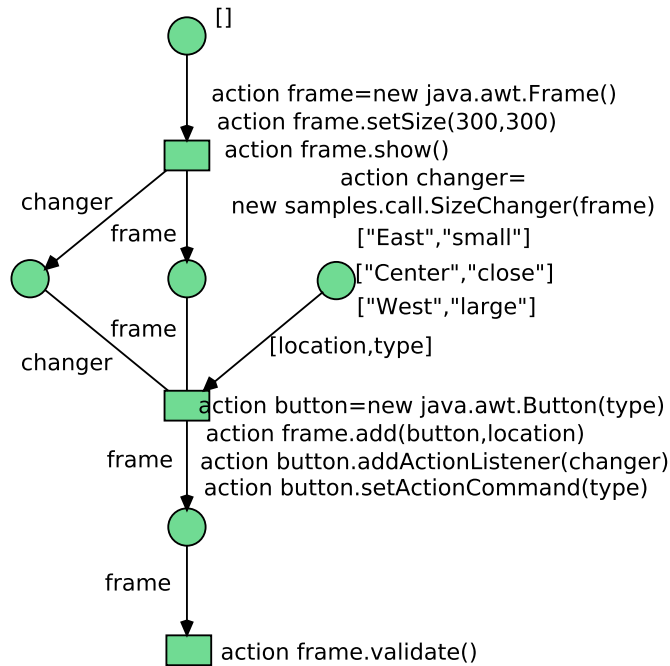 []
action frame=new java.awt.Frame()
action frame.setSize(300,300)
action frame.show()
action changer=
new samples.call.SizeChanger(frame)
changer
frame
["East","small"]
["Center","close"]
["West","large"]
frame
changer
[location,type]
action button=new java.awt.Button(type)
action frame.add(button,location)
frame
action button.addActionListener(changer)
action button.setActionCommand(type)
frame
action frame.validate()